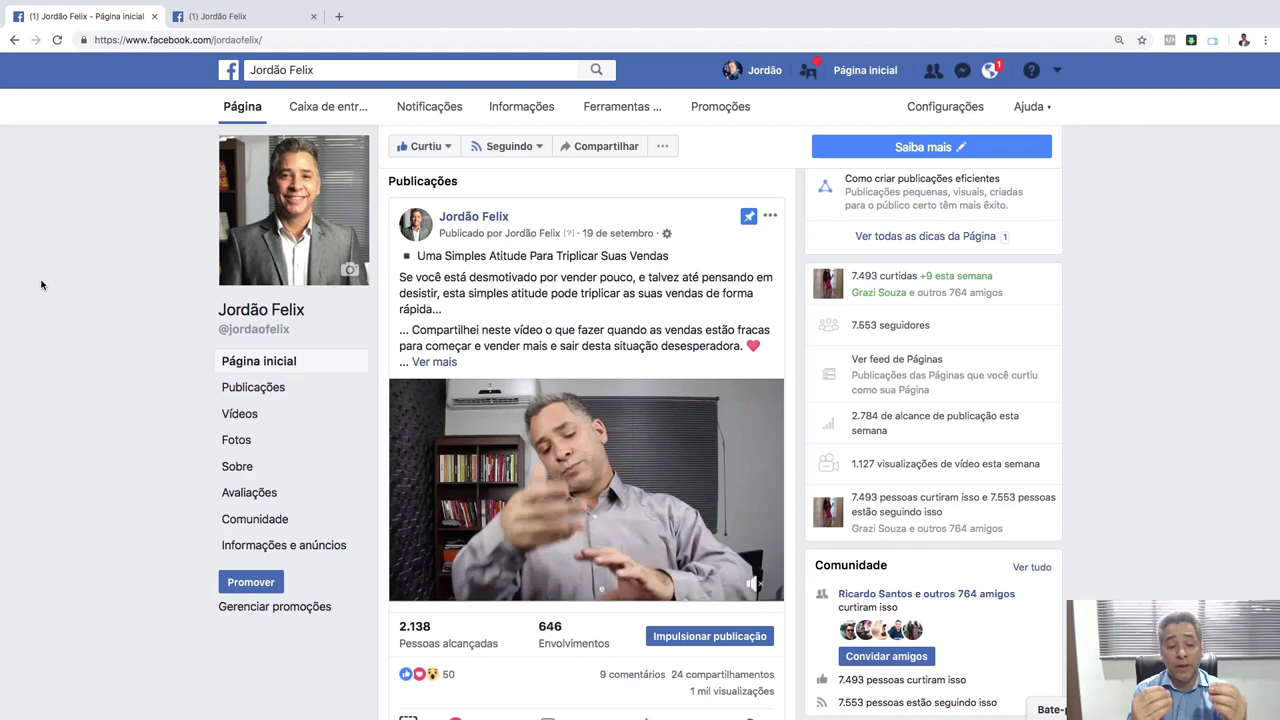 (1) Jordão Felix - Página inicial
(1) Jordão Felix
https://www.facebook.com/jordaofelix/
Jordão Felix
Jordão
Página inicial
1
Página
Caixa de entr...
Notificações
Informações
Ferramentas ...
Promoções
Configurações
Ajuda
Jordão Felix
@jordaofelix
Página inicial
Publicações
Vídeos
Fotos
Sobre
Avaliações
Comunidade
Informações e anúncios
Promover
Gerenciar promoções
Curtiu
Seguindo
Compartilhar
Saiba mais
Publicações
Jordão Felix
Publicado por Jordão Felix [?] · 19 de setembro ·
Uma Simples Atitude Para Triplicar Suas Vendas
Se você está desmotivado por vender pouco, e talvez até pensando em
desistir, esta simples atitude pode triplicar as suas vendas de forma
rápida...
... Compartilhei neste vídeo o que fazer quando as vendas estão fracas
para começar e vender mais e sair desta situação desesperadora.
... Ver mais
2.138
Pessoas alcançadas
646
Envolvimentos
Impulsionar publicação
50
9 comentários 24 compartilhamentos
1 mil visualizações
Como criar publicações eficientes
Publicações pequenas, visuais, criadas
para o público certo têm mais êxito.
Ver todas as dicas da Página 1
7.493 curtidas +9 esta semana
Grazi Souza e outros 764 amigos
7.553 seguidores
Ver feed de Páginas
Publicações das Páginas que você curtiu
como sua Página
2.784 de alcance de publicação esta
semana
1.127 visualizações de vídeo esta semana
7.493 pessoas curtiram isso e 7.553 pessoas
estão seguindo isso
Grazi Souza e outros 764 amigos
Comunidade
Ver tudo
Ricardo Santos e outros 764 amigos
curtiram isso
Convidar amigos
7.493 pessoas curtiram isso
7.553 pessoas estão seguindo isso